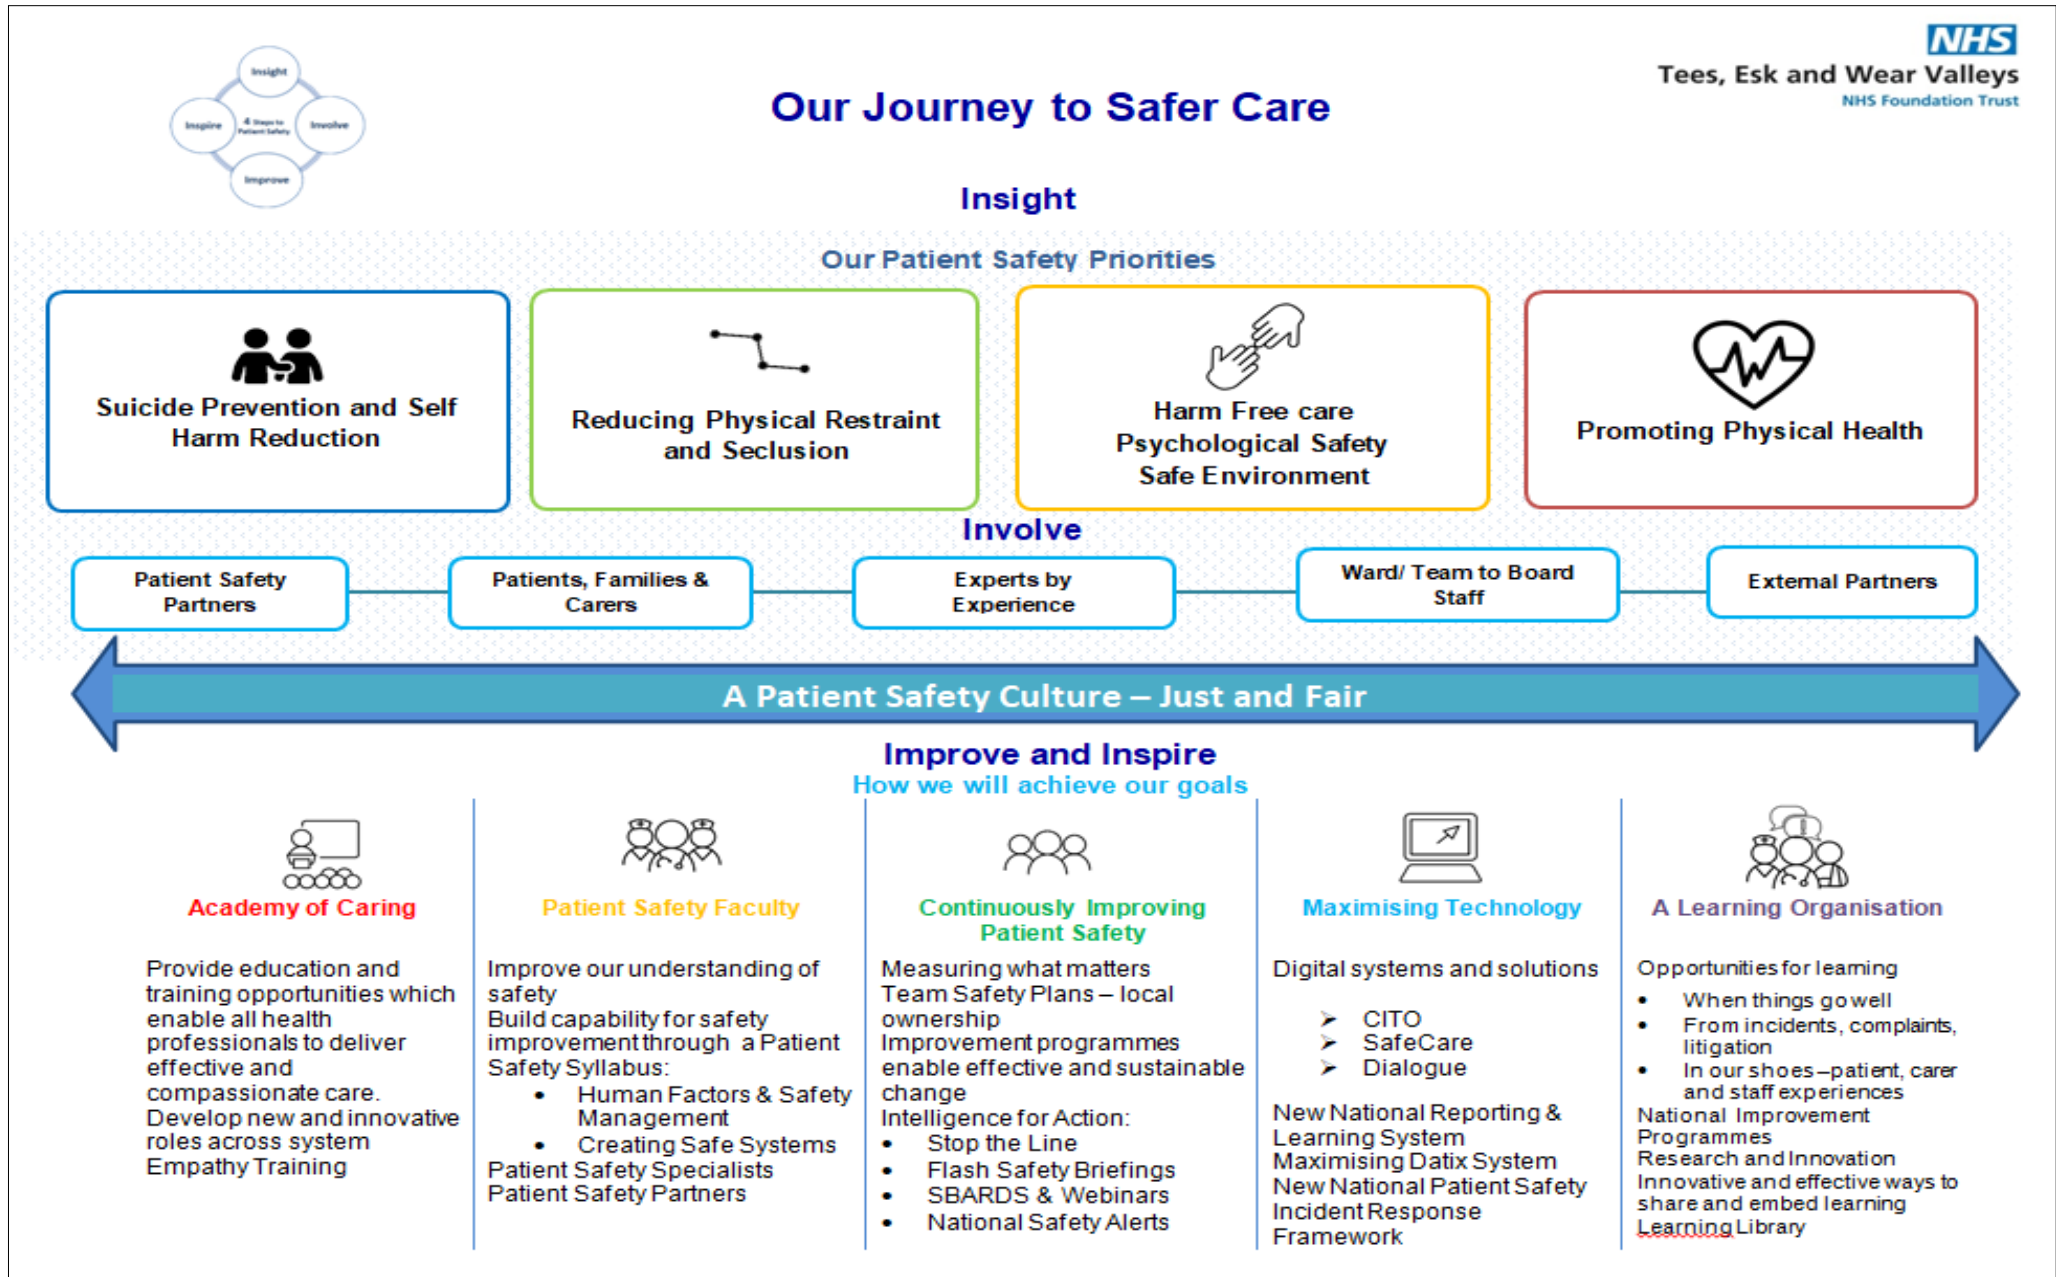 Insight
Inspire
4 Steps to
Patient Safety
Involve
Improve
Our Journey to Safer Care
NHS
Tees, Esk and Wear Valleys
NHS Foundation Trust
Insight
Our Patient Safety Priorities
Suicide Prevention and Self
Harm Reduction
Reducing Physical Restraint
and Seclusion
Harm Free care
Psychological Safety
Safe Environment
Promoting Physical Health
Involve
Patient Safety
Partners
Patients, Families &
Carers
Experts by
Experience
Ward/ Team to Board
Staff
External Partners
A Patient Safety Culture – Just and Fair
Improve and Inspire
How we will achieve our goals
Academy of Caring
Provide education and
training opportunities which
enable all health
professionals to deliver
effective and
compassionate care.
Develop new and innovative
roles across system
Empathy Training
Patient Safety Faculty
Improve our understanding of
safety
Build capability for safety
improvement through a Patient
Safety Syllabus:
• Human Factors & Safety
Management
• Creating Safe Systems
Patient Safety Specialists
Patient Safety Partners
Continuously Improving
Patient Safety
Measuring what matters
Team Safety Plans – local
ownership
Improvement programmes
enable effective and sustainable
change
Intelligence for Action:
• Stop the Line
• Flash Safety Briefings
• SBARDS & Webinars
• National Safety Alerts
Maximising Technology
Digital systems and solutions
➢ CITO
➢ SafeCare
➢ Dialogue
New National Reporting &
Learning System
Maximising Datix System
New National Patient Safety
Incident Response
Framework
A Learning Organisation
Opportunities for learning
• When things go well
• From incidents, complaints,
litigation
• In our shoes –patient, carer
and staff experiences
National Improvement
Programmes
Research and Innovation
Innovative and effective ways to
share and embed learning
Learning Library